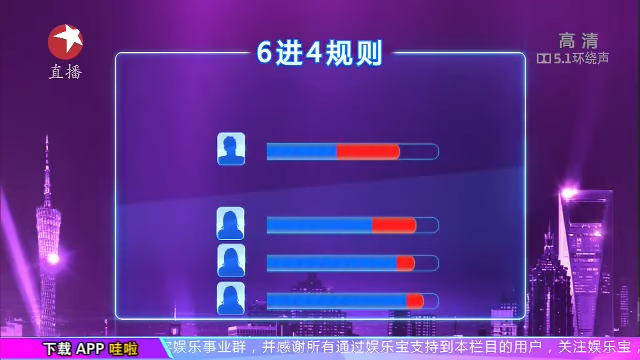 6进4规则
高清
5.1环绕声
直播
下载 APP 哇啦
娱乐事业群，并感谢所有通过娱乐宝支持到本栏目的用户，关注娱乐宝